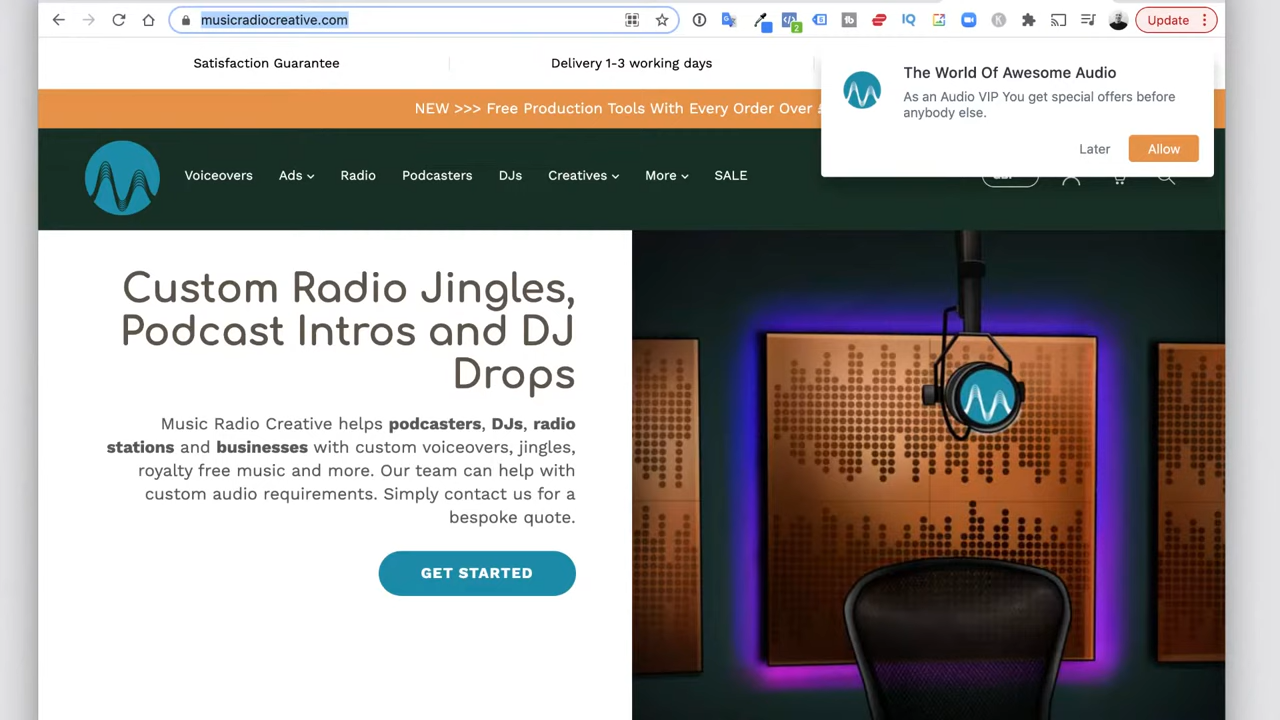 musicradiocreative.com
2
Update
Satisfaction Guarantee
Delivery 1-3 working days
NEW >>> Free Production Tools With Every Order Over
The World Of Awesome Audio
As an Audio VIP You get special offers before
anybody else.
Later
Allow
Voiceovers
Ads
Radio
Podcasters
DJs
Creatives
More
SALE
Custom Radio Jingles,
Podcast Intros and DJ
Drops
Music Radio Creative helps podcasters, DJs, radio
stations and businesses with custom voiceovers, jingles,
royalty free music and more. Our team can help with
custom audio requirements. Simply contact us for a
bespoke quote.
GET STARTED